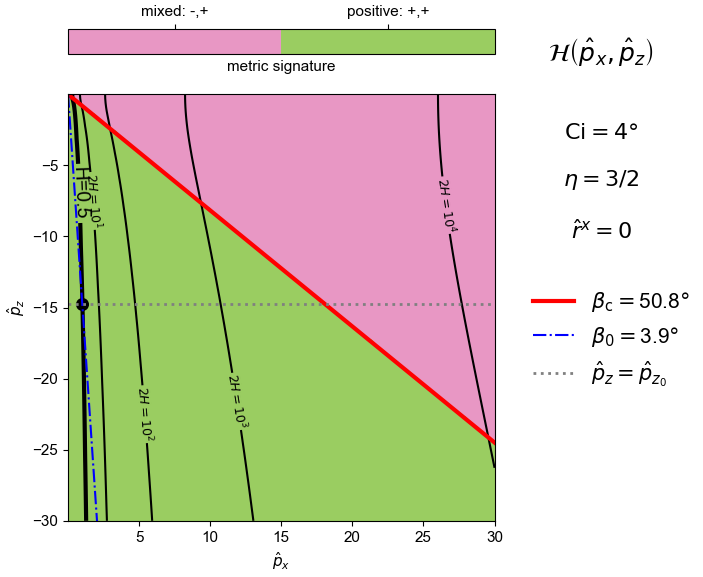 mixed: -,+ positive: +,+
metric signature
ℋ(p̂ₓ, p̂_z)
Ci = 4°
η = 3/2
r̂ˣ = 0
β_c = 50.8°
β₀ = 3.9°
p̂_z = p̂_z₀
H=0.5
2H = 10¹
2H = 10²
2H = 10³
2H = 10⁴
p̂_z
−5
−10
−15
−20
−25
−30
5 10 15 20 25 30
p̂ₓ